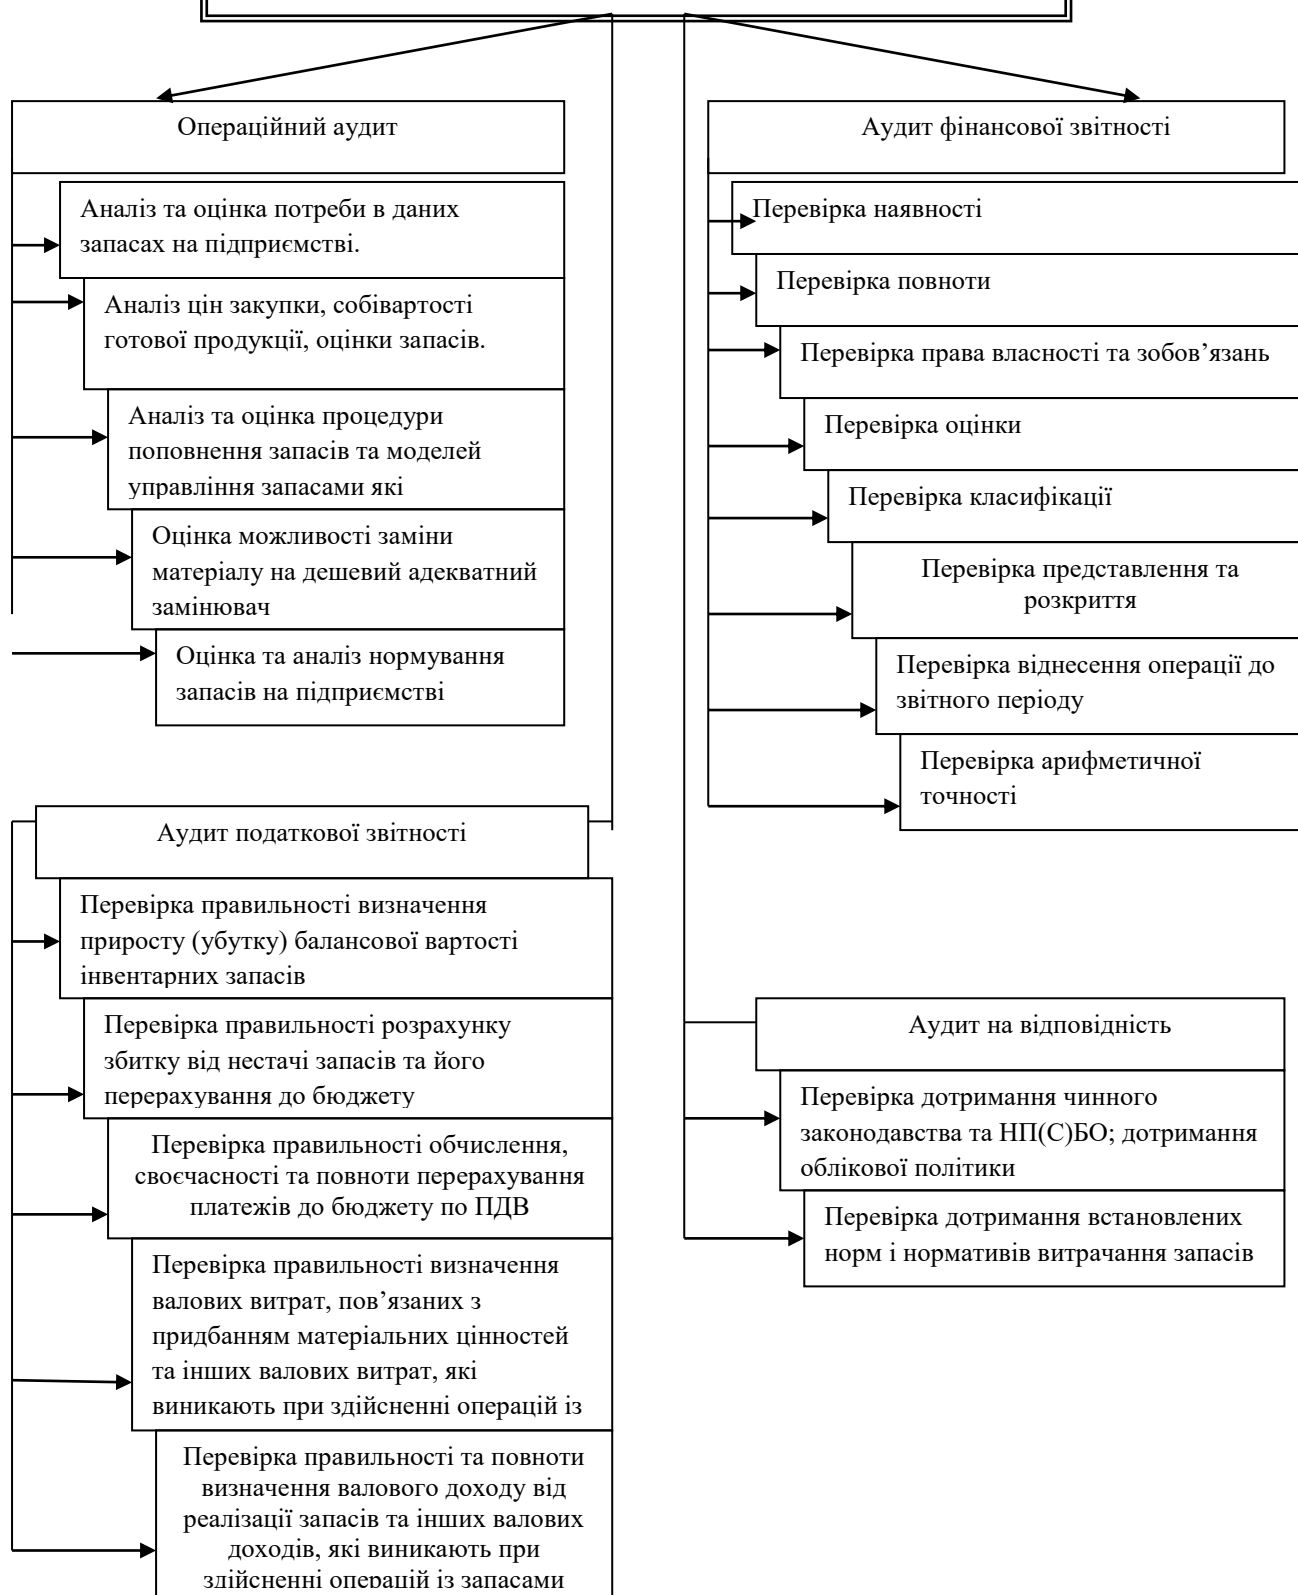 Операційний аудит
Аналіз та оцінка потреби в даних
запасах на підприємстві.
Аналіз цін закупки, собівартості
готової продукції, оцінки запасів.
Аналіз та оцінка процедури
поповнення запасів та моделей
управління запасами які
Оцінка можливості заміни
матеріалу на дешевий адекватний
замінювач
Оцінка та аналіз нормування
запасів на підприємстві
Аудит фінансової звітності
Перевірка наявності
Перевірка повноти
Перевірка права власності та зобов’язань
Перевірка оцінки
Перевірка класифікації
Перевірка представлення та
розкриття
Перевірка віднесення операції до
звітного періоду
Перевірка арифметичної
точності
Аудит податкової звітності
Перевірка правильності визначення
приросту (убутку) балансової вартості
інвентарних запасів
Перевірка правильності розрахунку
збитку від нестачі запасів та його
перерахування до бюджету
Перевірка правильності обчислення,
своєчасності та повноти перерахування
платежів до бюджету по ПДВ
Перевірка правильності визначення
валових витрат, пов’язаних з
придбанням матеріальних цінностей
та інших валових витрат, які
виникають при здійсненні операцій із
Перевірка правильності та повноти
визначення валового доходу від
реалізації запасів та інших валових
доходів, які виникають при
здійсненні операцій із запасами
Аудит на відповідність
Перевірка дотримання чинного
законодавства та НП(С)БО; дотримання
облікової політики
Перевірка дотримання встановлених
норм і нормативів витрачання запасів